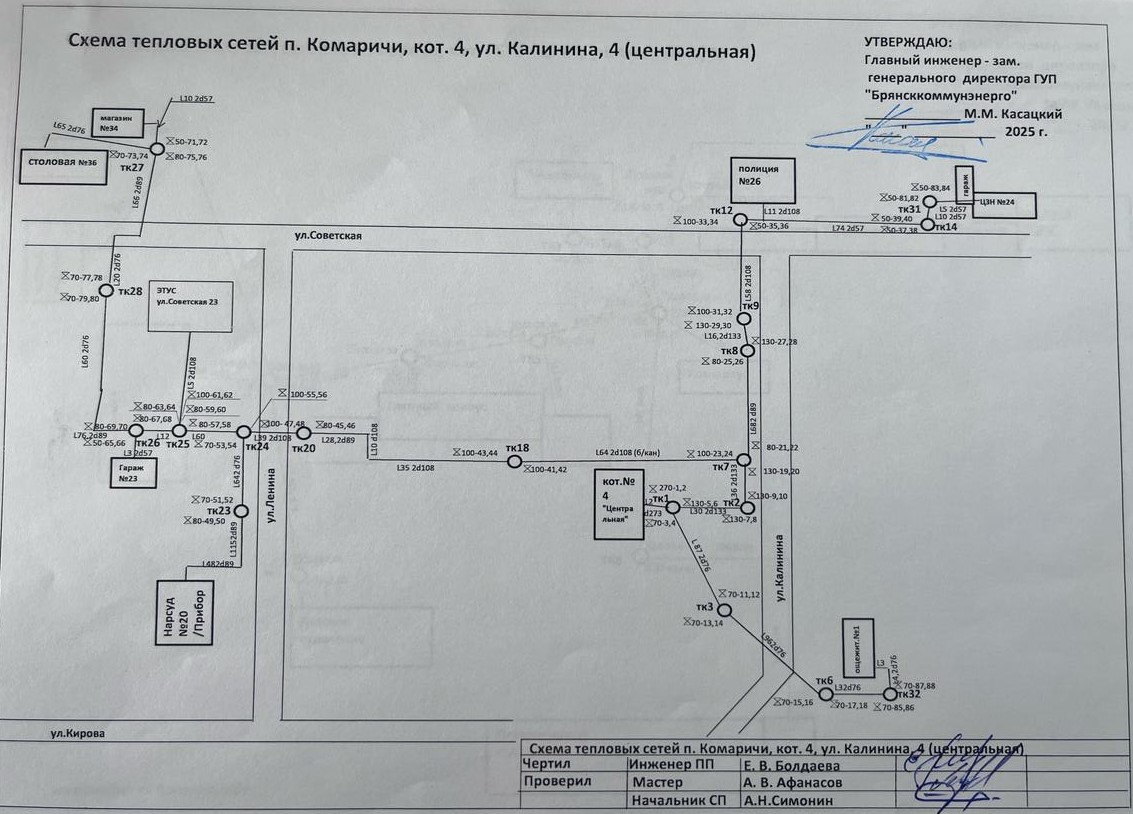 Схема тепловых сетей п. Комаричи, кот. 4, ул. Калинина, 4 (центральная)
УТВЕРЖДАЮ:
Главный инженер - зам.
генерального директора ГУП
"Брянсккоммунэнерго"
М.М. Касацкий
2025 г.
L10 2d57
магазин
№34
L65 2d76
50-71,72
столовая №36
70-73,74
80-75,76
тк27
L66 2d89
полиция
№26
гараж
50-83,84
50-81,82
ЦЗН №24
тк12
L11 2d108
тк31
L5 2d57
100-33,34
50-35,36
50-39,40
L10 2d57
L74 2d57
50-37,38
тк14
ул.Советская
L20 2d76
70-77,78
тк28
70-79,80
ЭТУС
ул.Советская 23
L58 2d108
тк9
100-31,32
130-29,30
L16,2d133
130-27,28
тк8
80-25,26
L60 2d76
L5 2d108
100-61,62
100-55,56
80-63,64
80-59,60
80-67,68
80-57,58
100-47,48
80-45,46
80-69,70
L76,2d89
50-65,66
тк26
L12
тк25
L60
70-53,54
тк24
L39 2d108
тк20
L28,2d89
L10 2d108
L3 2d57
Гараж
№23
L682 d89
80-21,22
тк18
100-43,44
L64 2d108 (б/кан)
100-23,24
L35 2d108
100-41,42
тк7
130-19,20
L36 2d133
L642 d76
70-51,52
тк23
80-49,50
ул.Ленина
кот.№
4
"Центра
льная"
270-1,2
тк1
130-5,6
тк2
130-9,10
d273
L30 2d133
70-3,4
130-7,8
L1152d89
L482d89
L 87 2d76
ул.Калинина
Нарсуд
№20
/Прибор
70-11,12
тк3
70-13,14
L962d76
общежит.№1
L3
L4,2d76
тк6
L32d76
70-87,88
тк32
70-15,16
70-17,18
70-85,86
ул.Кирова
Схема тепловых сетей п. Комаричи, кот. 4, ул. Калинина, 4 (центральная)
Чертил Инженер ПП Е. В. Болдаева
Проверил Мастер А. В. Афанасов
Начальник СП А.Н.Симонин